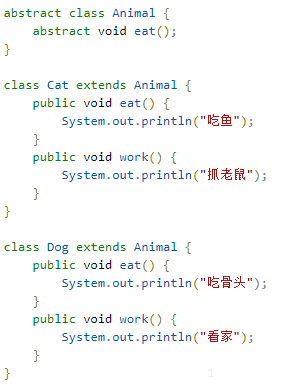 abstract class Animal {
    abstract void eat();
}
class Cat extends Animal {
    public void eat() {
        System.out.println("吃鱼");
    }
    public void work() {
        System.out.println("抓老鼠");
    }
}
class Dog extends Animal {
    public void eat() {
        System.out.println("吃骨头");
    }
    public void work() {
        System.out.println("看家");
    }
}